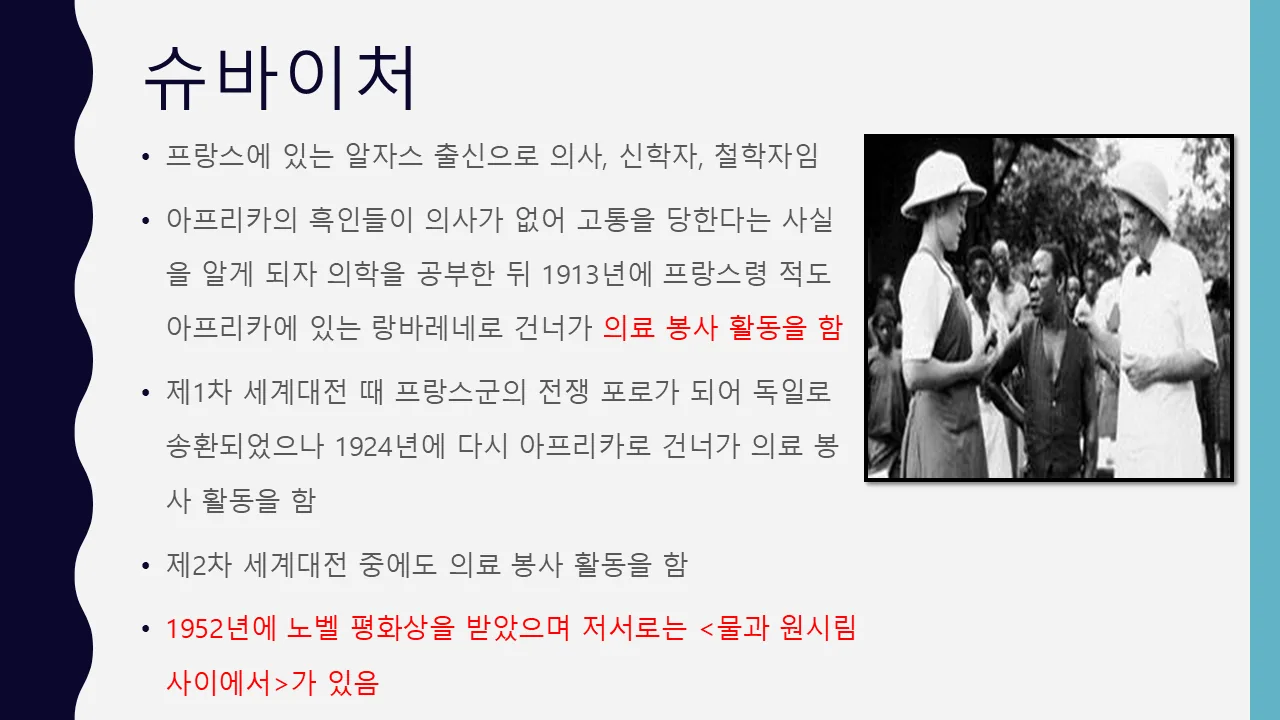 슈바이처
• 프랑스에 있는 알자스 출신으로 의사, 신학자, 철학자임
• 아프리카의 흑인들이 의사가 없어 고통을 당한다는 사실
을 알게 되자 의학을 공부한 뒤 1913년에 프랑스령 적도
아프리카에 있는 랑바레네로 건너가 의료 봉사 활동을 함
• 제1차 세계대전 때 프랑스군의 전쟁 포로가 되어 독일로
송환되었으나 1924년에 다시 아프리카로 건너가 의료 봉
사 활동을 함
• 제2차 세계대전 중에도 의료 봉사 활동을 함
• 1952년에 노벨 평화상을 받았으며 저서로는 <물과 원시림
사이에서>가 있음